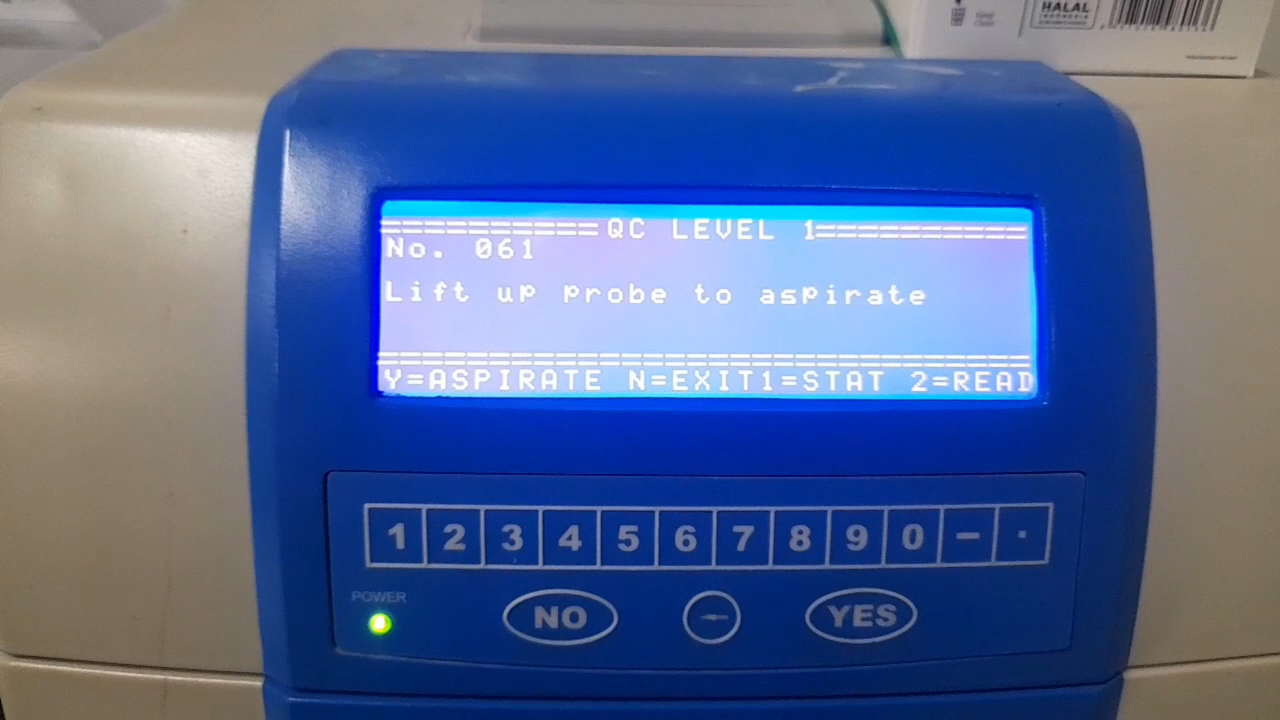 HALAL
INDONESIA
==========QC LEVEL 1==========
No. 061
Lift up probe to aspirate
==============================
Y=ASPIRATE N=EXIT1=STAT 2=READ
1 2 3 4 5 6 7 8 9 0 - .
POWER
NO ← YES